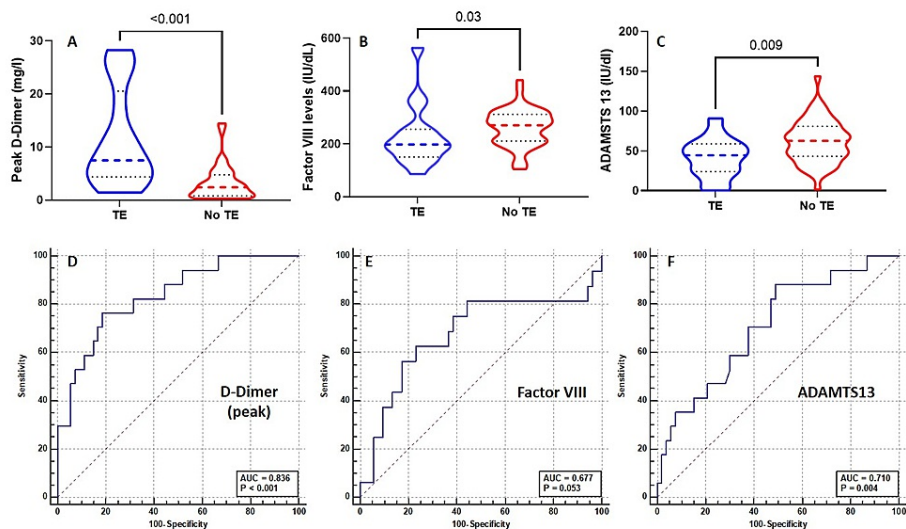 A
<0.001
Peak D-Dimer (mg/l)
30
20
10
0
TE
No TE
B
0.03
Factor VIII levels (IU/dL)
600
400
200
0
TE
No TE
C
0.009
ADAMSTS 13 (IU/dl)
200
150
100
50
0
TE
No TE
D
Sensitivity
100
80
60
40
20
0
D-Dimer
(peak)
AUC = 0.836
P < 0.001
0 20 40 60 80 100
100-Specificity
E
Sensitivity
100
80
60
40
20
0
Factor VIII
AUC = 0.677
P = 0.053
0 20 40 60 80 100
100-Specificity
F
Sensitivity
100
80
60
40
20
0
ADAMTS13
AUC = 0.710
P = 0.004
0 20 40 60 80 100
100-Specificity